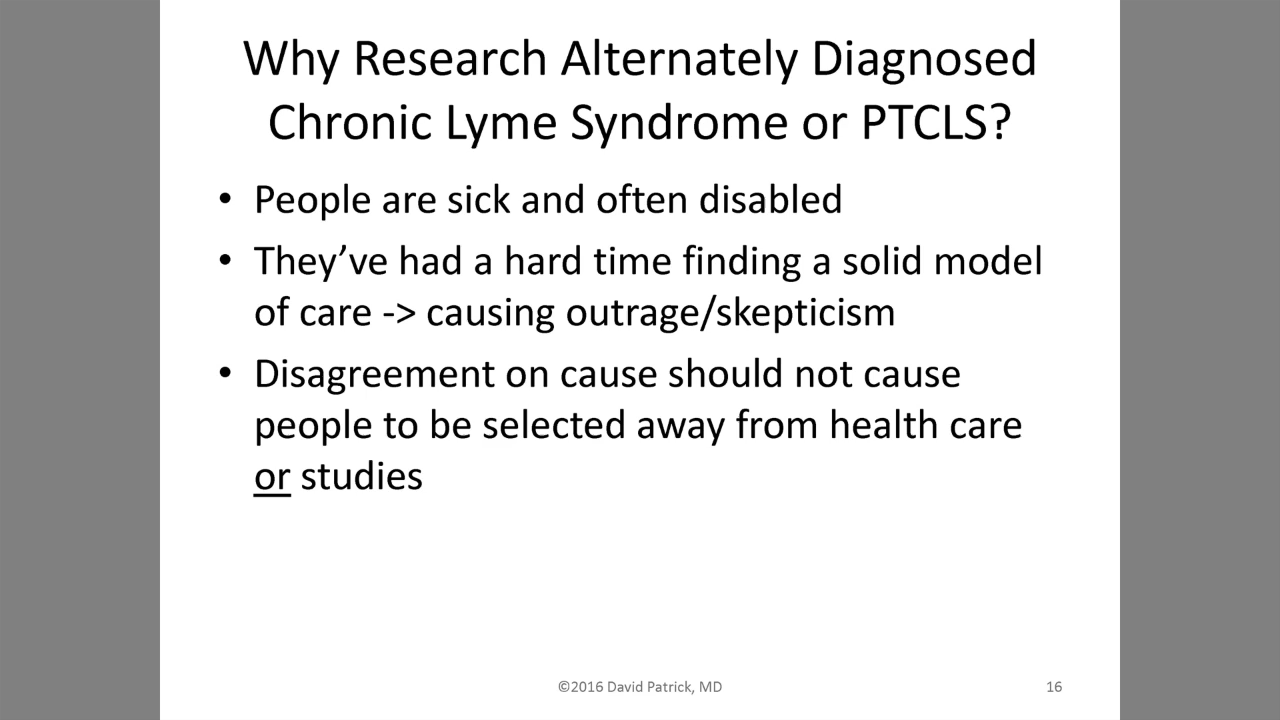 Why Research Alternately Diagnosed
Chronic Lyme Syndrome or PTCLS?
• People are sick and often disabled
• They’ve had a hard time finding a solid model
of care -> causing outrage/skepticism
• Disagreement on cause should not cause
people to be selected away from health care
or studies
©2016 David Patrick, MD
16